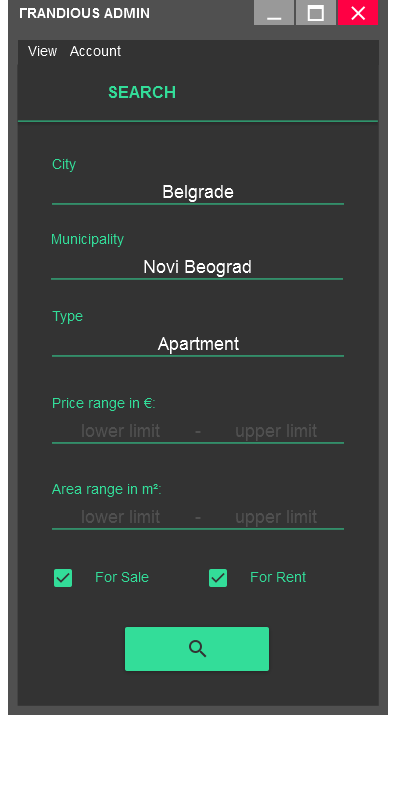 FRANDIOUS ADMIN
View Account
SEARCH
City
Belgrade
Municipality
Novi Beograd
Type
Apartment
Price range in €:
lower limit - upper limit
Area range in m²:
lower limit - upper limit
For Sale For Rent